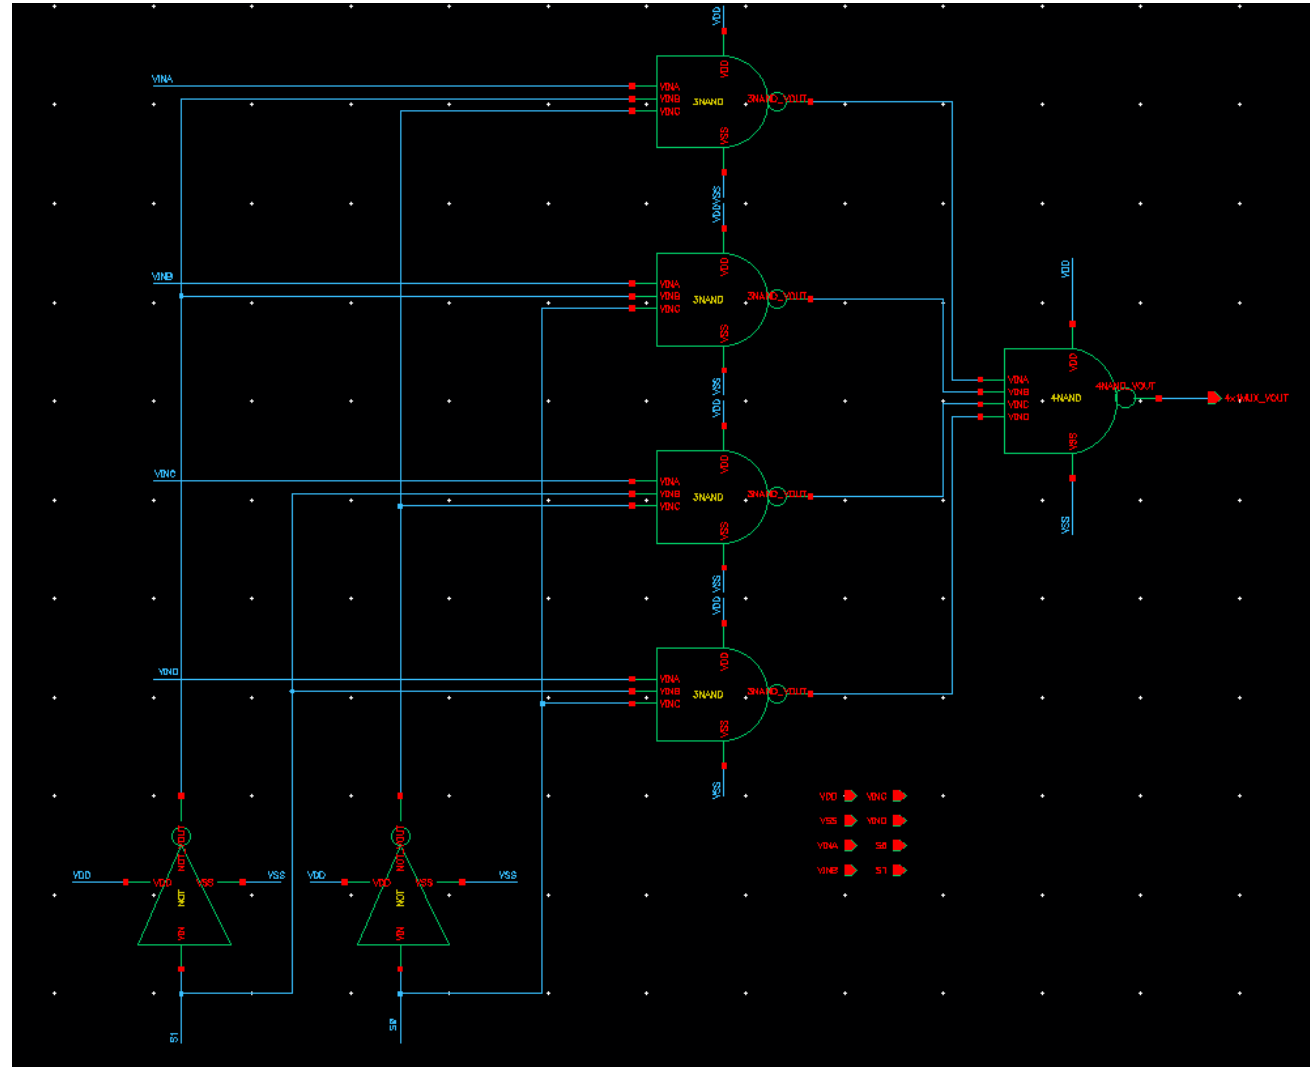 VDD
VDD
VINA
VINA
VINB
VINC
3NAND
3NAND_VOUT
VSS
VSS
VDD
VDD
VINB
VINA
VINB
VINC
3NAND
3NAND_VOUT
VSS
VSS
VDD
VDD
VINC
VINA
VINB
VINC
3NAND
3NAND_VOUT
VSS
VSS
VDD
VDD
VIND
VINA
VINB
VINC
3NAND
3NAND_VOUT
VSS
VSS
VDD
VDD
VINA
VINB
VINC
VIND
4NAND
4NAND_VOUT
4x1MUX_VOUT
VSS
VSS
VDD VINC
VSS VIND
VINA S0
VINB S1
NOT_VOUT
VDD
VDD
VSS
VSS
NOT
VIN
S1
NOT_VOUT
VDD
VDD
VSS
VSS
NOT
VIN
S0